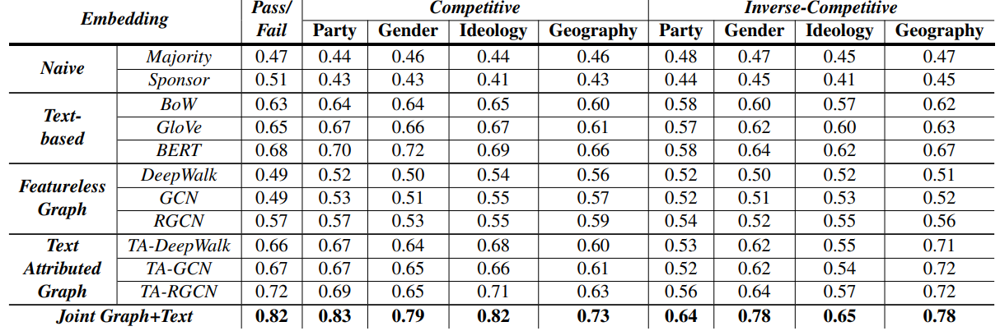 Embedding Pass/ Fail Competitive Inverse-Competitive
Party Gender Ideology Geography Party Gender Ideology Geography
Naive Majority 0.47 0.44 0.46 0.44 0.46 0.48 0.47 0.45 0.47
Sponsor 0.51 0.43 0.43 0.41 0.43 0.44 0.45 0.41 0.45
Text-based BoW 0.63 0.64 0.64 0.65 0.60 0.58 0.60 0.57 0.62
GloVe 0.65 0.67 0.66 0.67 0.61 0.57 0.62 0.60 0.63
BERT 0.68 0.70 0.72 0.69 0.66 0.58 0.64 0.62 0.67
Featureless Graph DeepWalk 0.49 0.52 0.50 0.54 0.56 0.52 0.50 0.52 0.51
GCN 0.49 0.53 0.51 0.55 0.57 0.52 0.51 0.53 0.52
RGCN 0.57 0.57 0.53 0.55 0.59 0.54 0.52 0.55 0.56
Text Attributed Graph TA-DeepWalk 0.66 0.67 0.64 0.68 0.60 0.53 0.62 0.55 0.71
TA-GCN 0.67 0.67 0.65 0.66 0.61 0.52 0.62 0.54 0.72
TA-RGCN 0.72 0.69 0.65 0.71 0.63 0.56 0.64 0.57 0.72
Joint Graph+Text 0.82 0.83 0.79 0.82 0.73 0.64 0.78 0.65 0.78